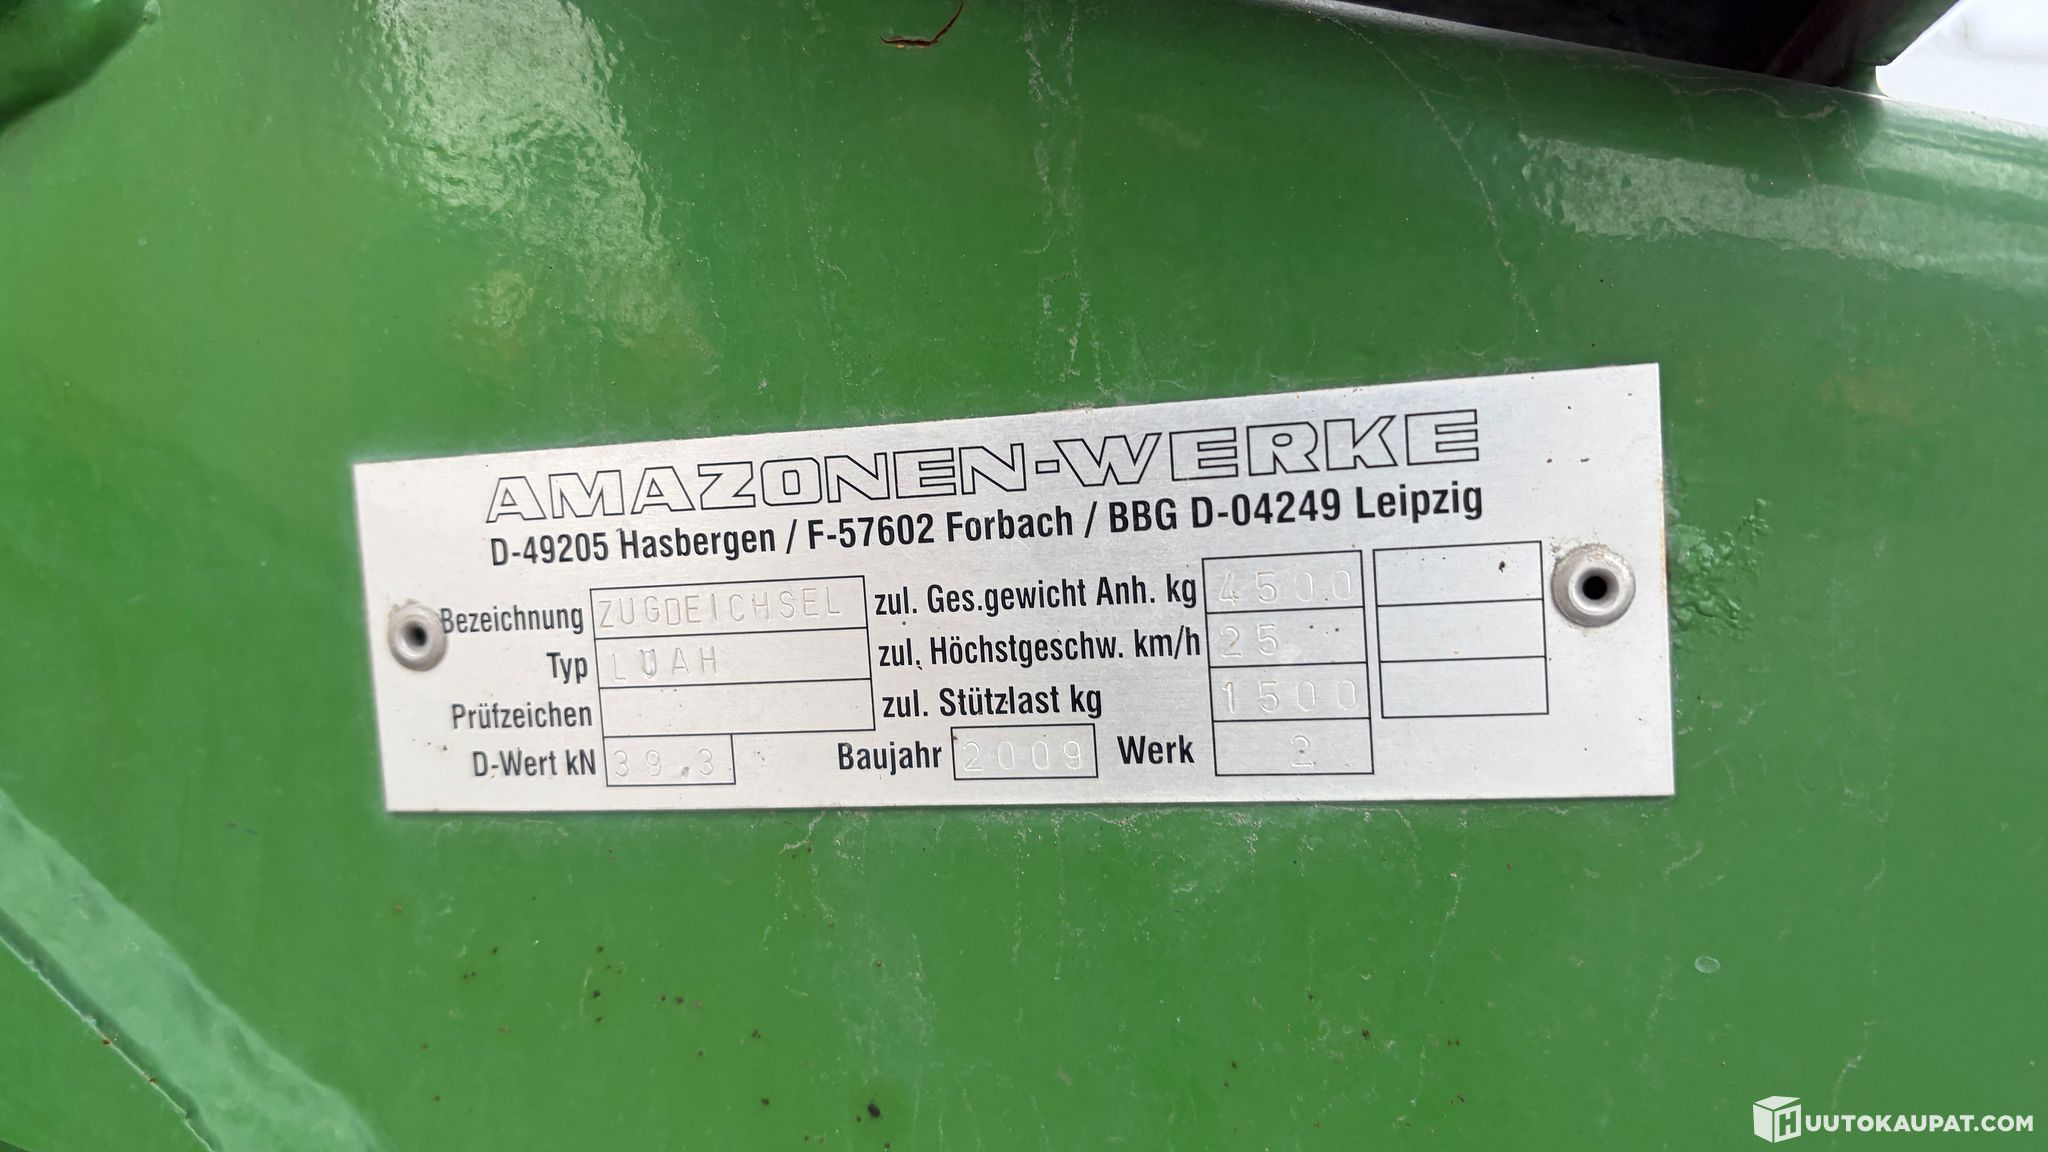 AMAZONEN-WERKE
D-49205 Hasbergen / F-57602 Forbach / BBG D-04249 Leipzig
Bezeichnung ZUGDEICHSEL zul. Ges.gewicht Anh. kg 4500
Typ LUAH zul. Höchstgeschw. km/h 25
Prüfzeichen zul. Stützlast kg 1500
D-Wert kN 39,3 Baujahr 2009 Werk 2
HUUTOKAUPAT.COM